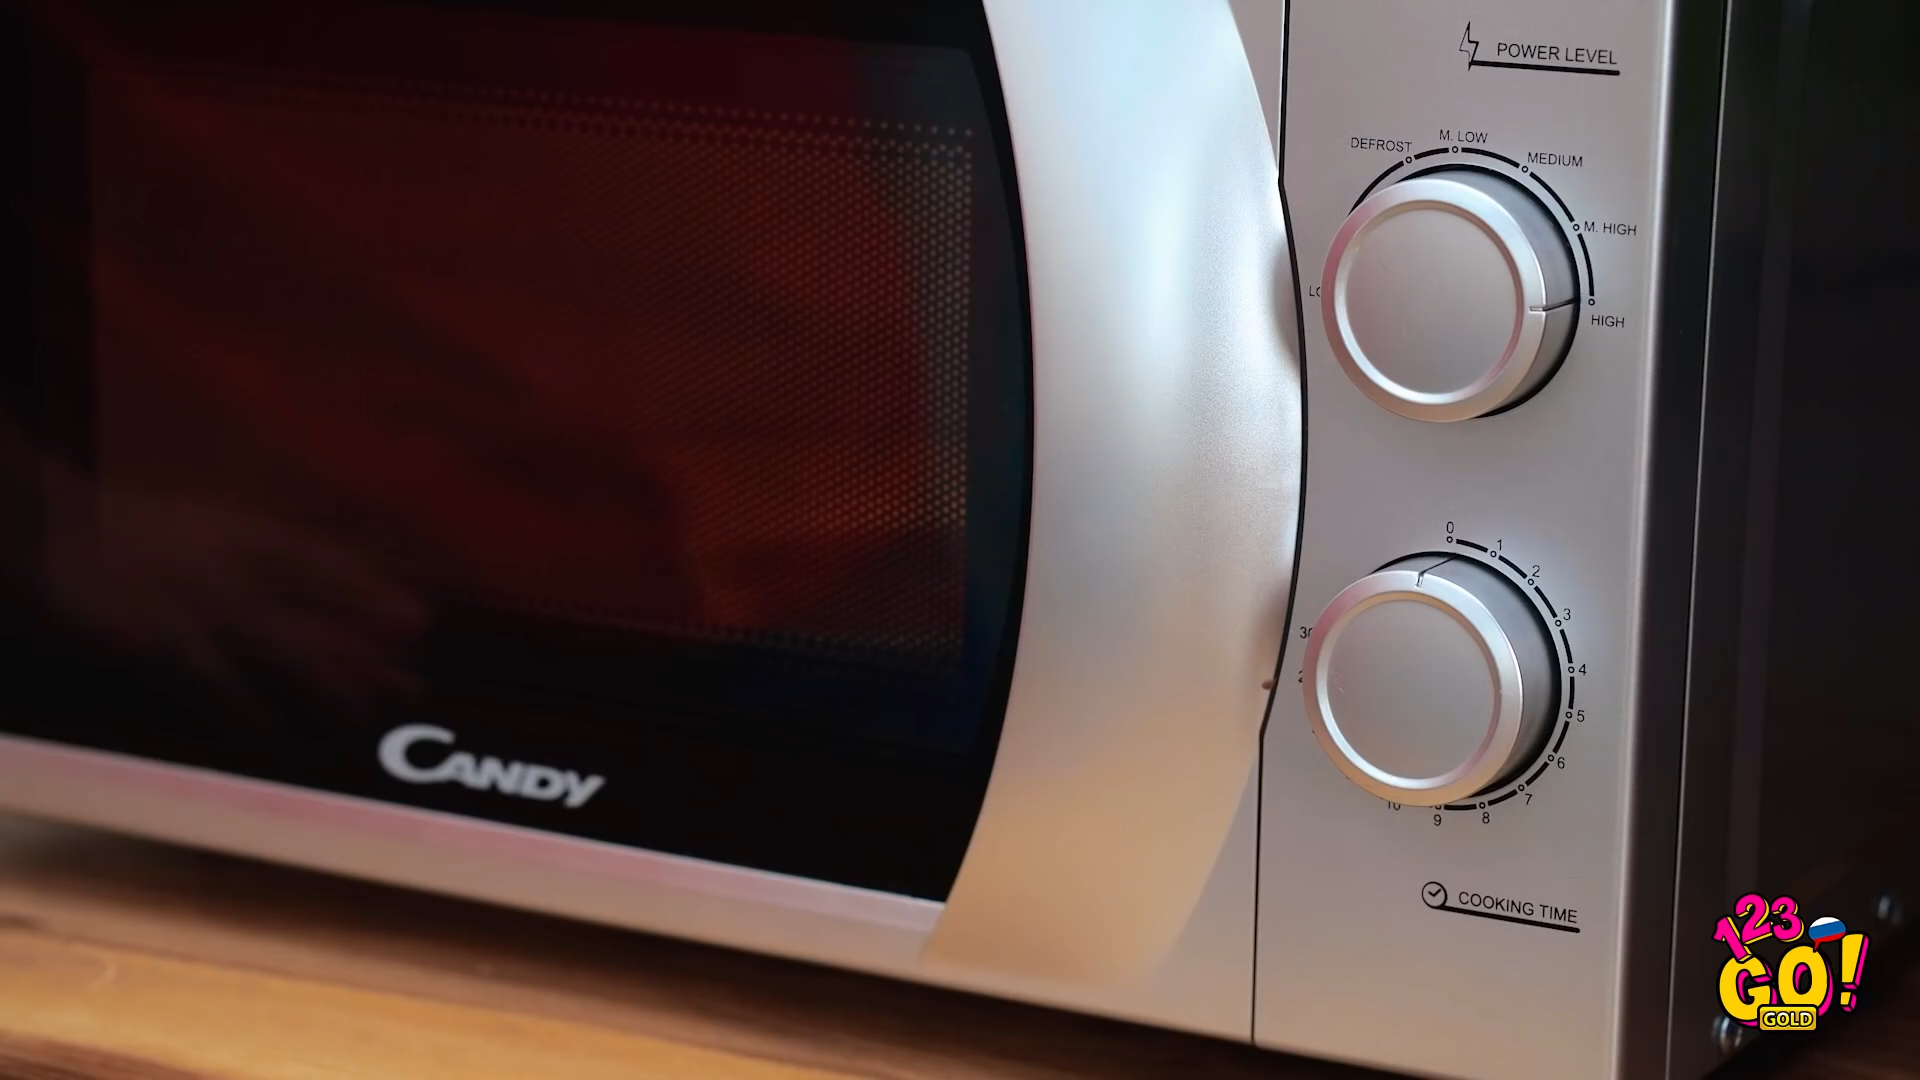 POWER LEVEL
DEFROST
M. LOW
MEDIUM
M. HIGH
HIGH
0
1
2
3
4
5
6
7
8
9
10
COOKING TIME
CANDY
123
GO!
GOLD